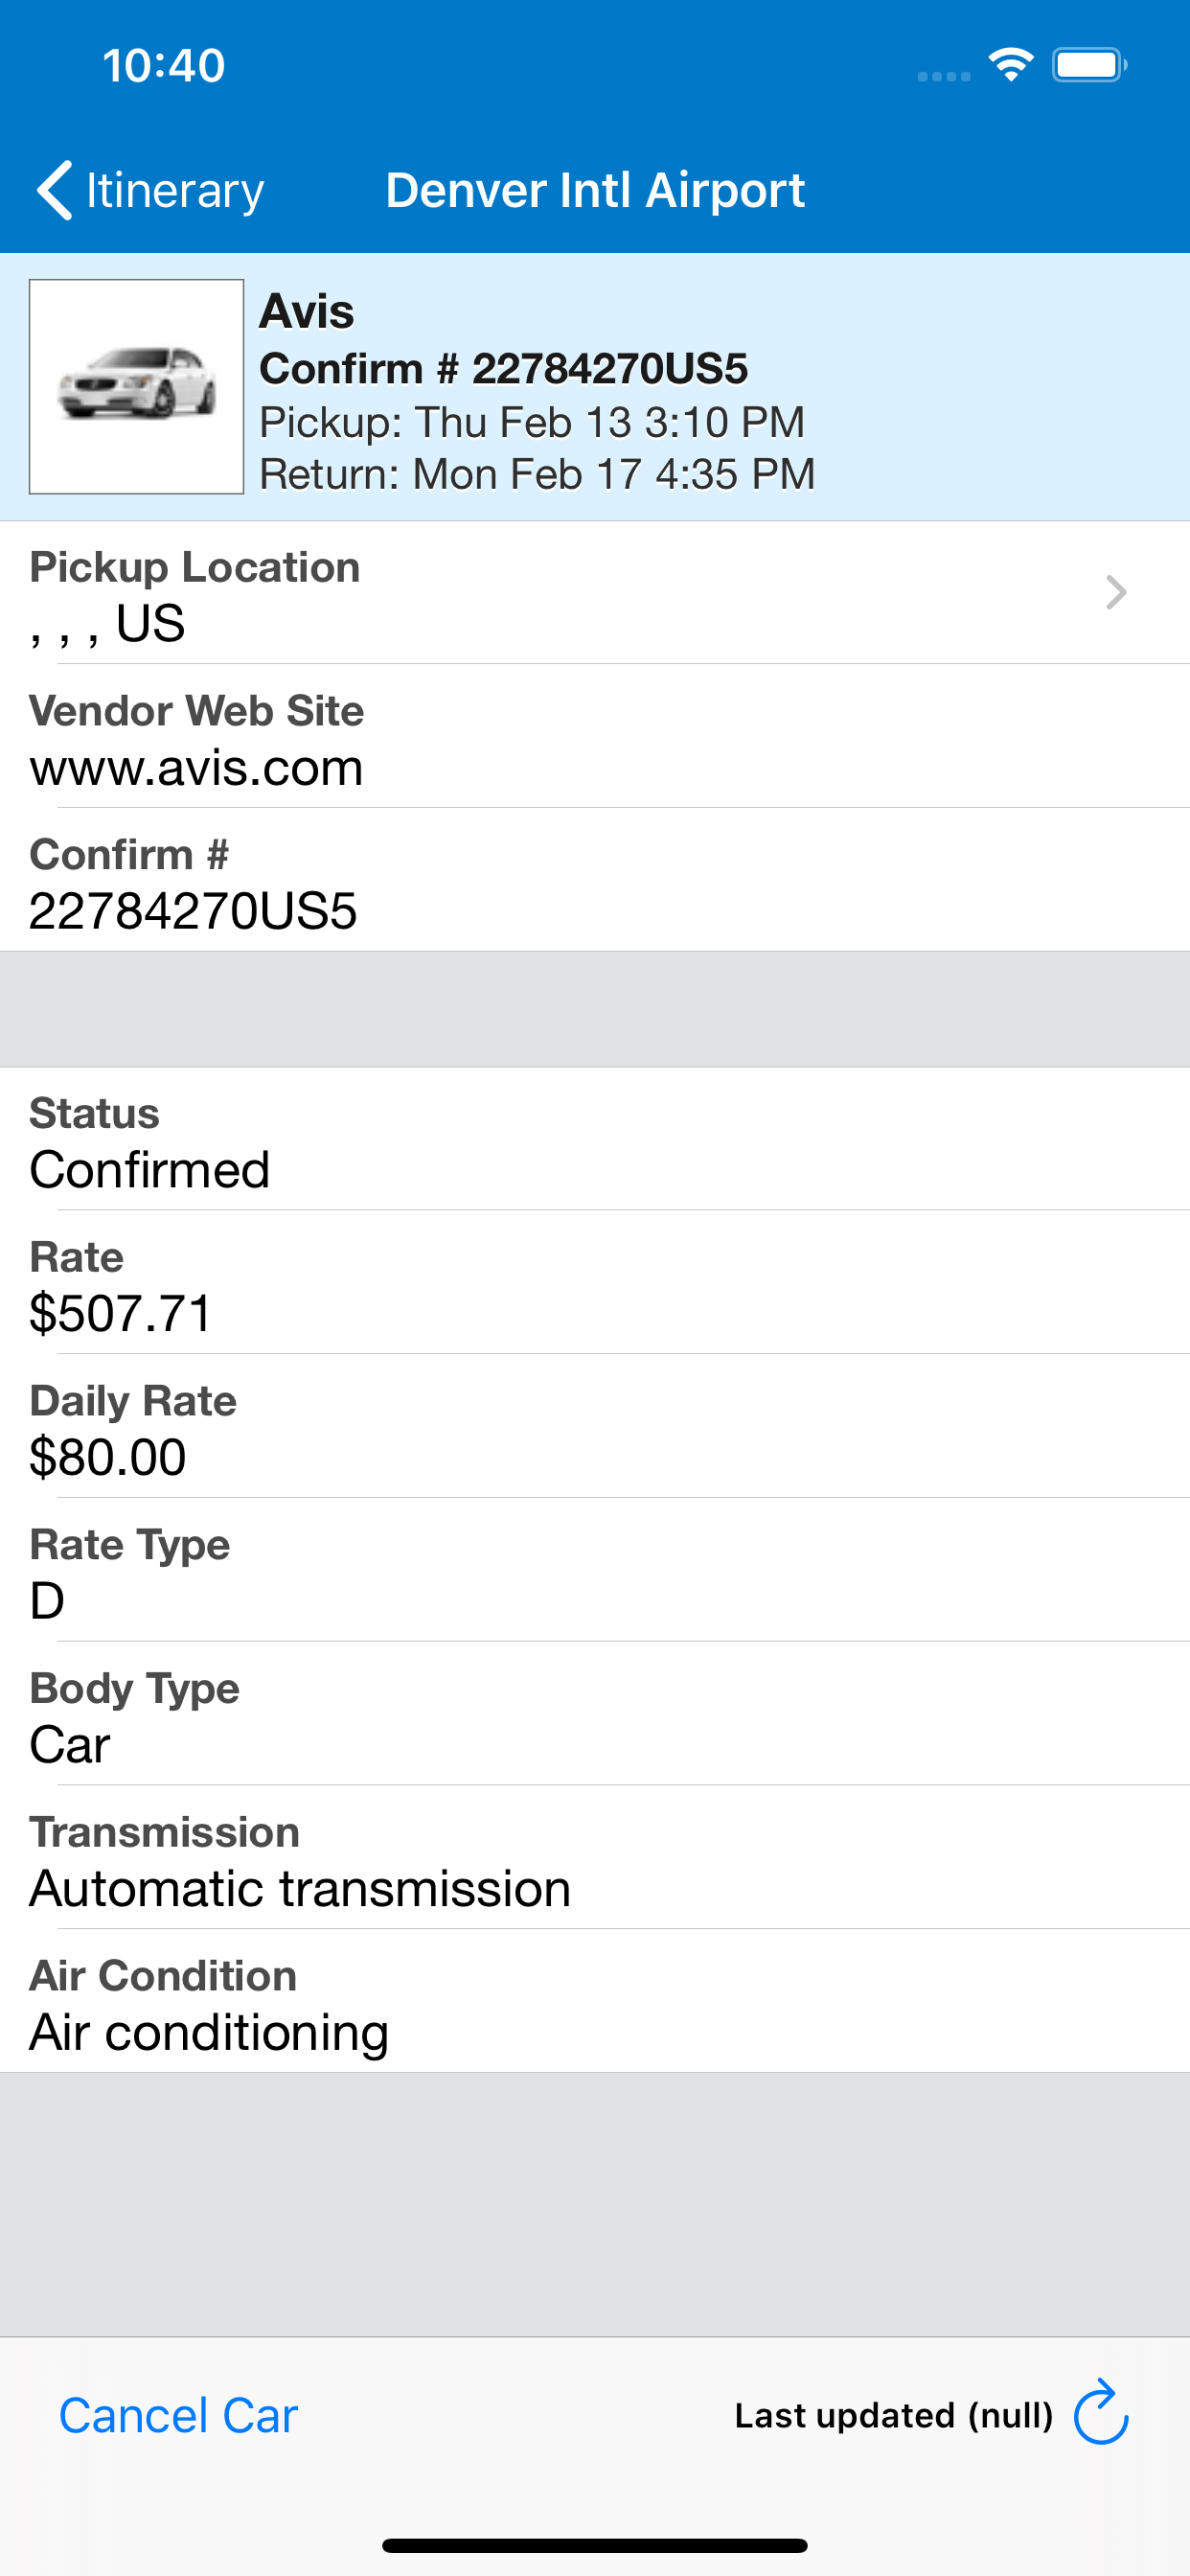 10:40
Itinerary
Denver Intl Airport
Avis
Confirm # 22784270US5
Pickup: Thu Feb 13 3:10 PM
Return: Mon Feb 17 4:35 PM
Pickup Location
, , , US
Vendor Web Site
www.avis.com
Confirm #
22784270US5
Status
Confirmed
Rate
$507.71
Daily Rate
$80.00
Rate Type
D
Body Type
Car
Transmission
Automatic transmission
Air Condition
Air conditioning
Cancel Car
Last updated (null)